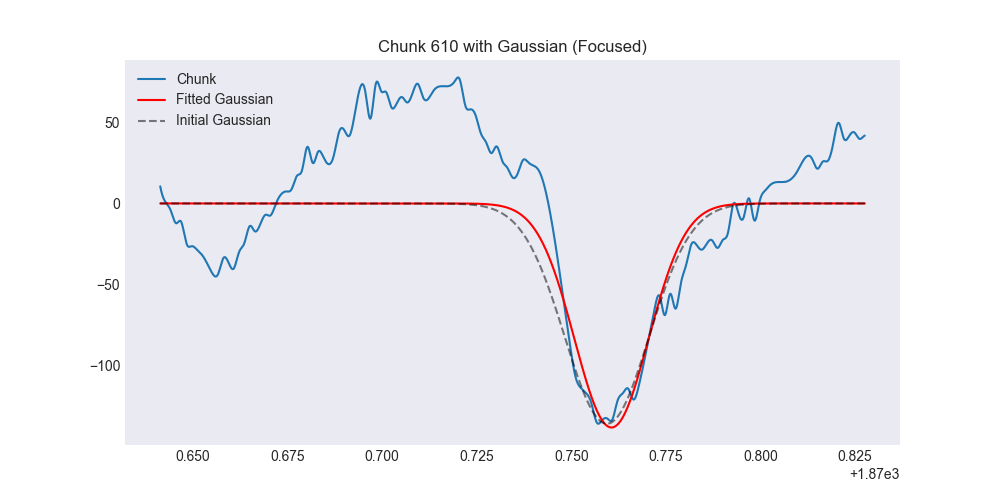 Chunk 610 with Gaussian (Focused)
Chunk
Fitted Gaussian
Initial Gaussian
50
0
−50
−100
0.650 0.675 0.700 0.725 0.750 0.775 0.800 0.825
+1.87e3